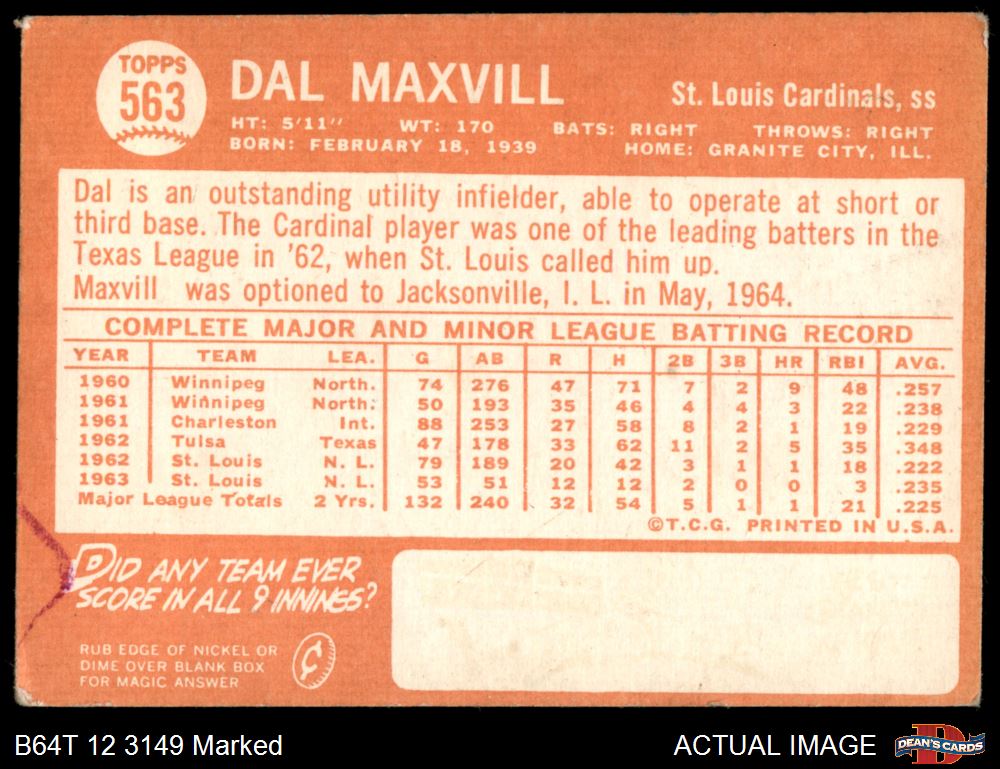 TOPPS
563
DAL MAXVILL
St. Louis Cardinals, SS
HT: 5'11" WT: 170 BATS: RIGHT THROWS: RIGHT
BORN: FEBRUARY 18, 1939 HOME: GRANITE CITY, ILL.
Dal is an outstanding utility infielder, able to operate at short or
third base. The Cardinal player was one of the leading batters in the
Texas League in '62, when St. Louis called him up.
Maxvill was optioned to Jacksonville, I. L. in May, 1964.
COMPLETE MAJOR AND MINOR LEAGUE BATTING RECORD
YEAR TEAM LEA. G AB R H 2B 3B HR RBI AVG.
1960 Winnipeg North. 74 276 47 71 7 2 9 48 .257
1961 Winnipeg North. 50 193 35 46 4 4 3 22 .238
1961 Charleston Int. 88 253 27 58 8 2 1 19 .229
1962 Tulsa Texas 47 178 33 62 11 2 5 35 .348
1962 St. Louis N. L. 79 189 20 42 3 1 1 18 .222
1963 St. Louis N. L. 53 51 12 12 2 0 0 3 .235
Major League Totals 2 Yrs. 132 240 32 54 5 1 1 21 .225
©T.C.G. PRINTED IN U.S.A.
DID ANY TEAM EVER
SCORE IN ALL 9 INNINGS?
RUB EDGE OF NICKEL OR
DIME OVER BLANK BOX
FOR MAGIC ANSWER
B64T 12 3149 Marked
ACTUAL IMAGE
DEAN'S CARDS